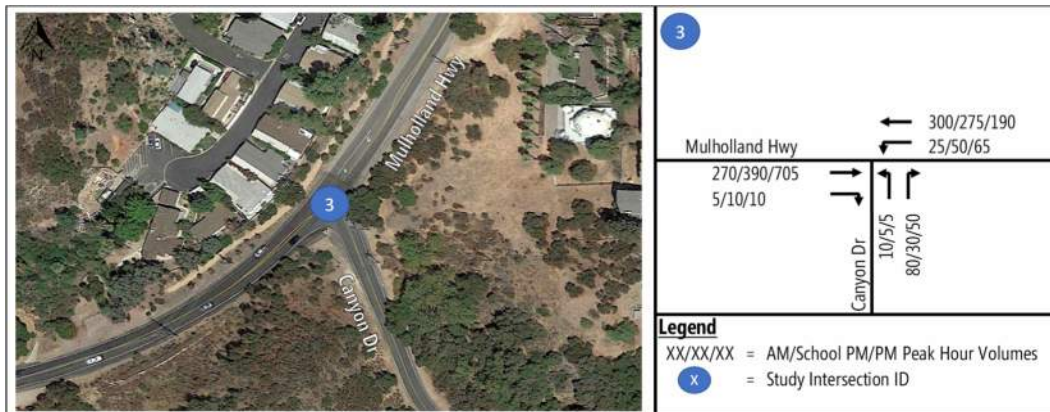 N
Mulholland Hwy
3
Canyon Dr
3
300/275/190
25/50/65
Mulholland Hwy
270/390/705
5/10/10
10/5/5
80/30/50
Canyon Dr
Legend
XX/XX/XX = AM/School PM/PM Peak Hour Volumes
X = Study Intersection ID